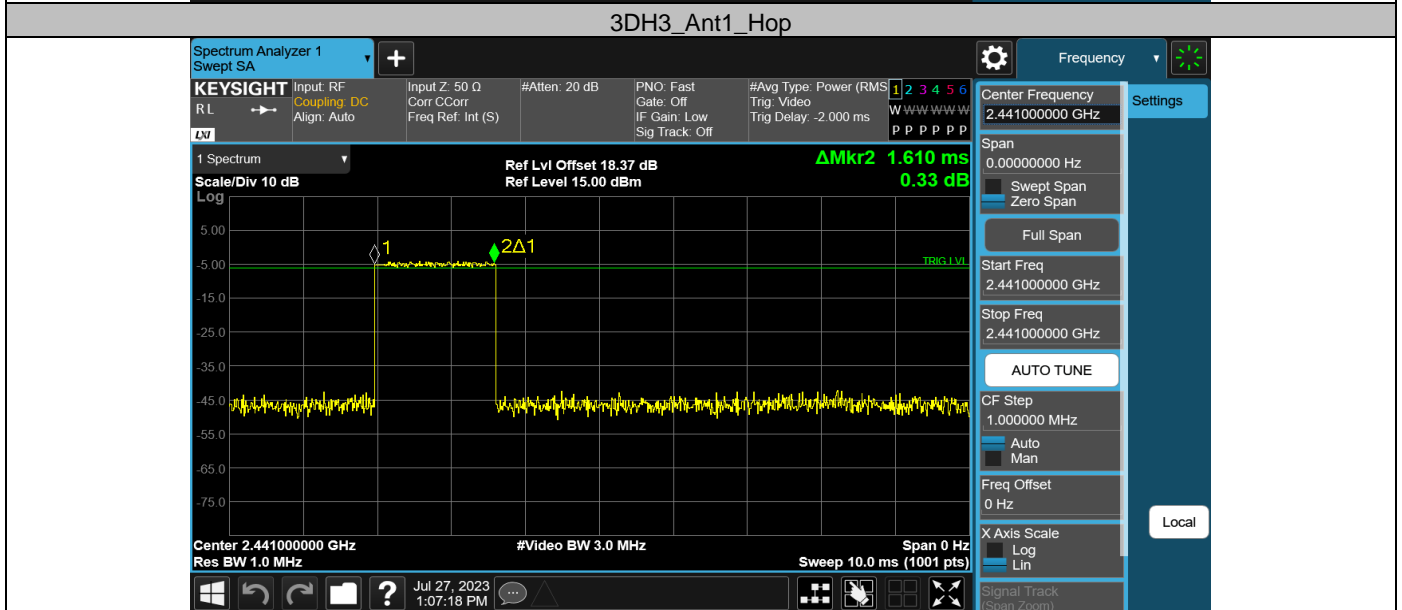 3DH3_Ant1_Hop
Spectrum Analyzer 1
Swept SA
+
Frequency
KEYSIGHT
RL
LXI
Input: RF
Coupling: DC
Align: Auto
Input Z: 50 Ω
Corr CCorr
Freq Ref: Int (S)
#Atten: 20 dB
PNO: Fast
Gate: Off
IF Gain: Low
Sig Track: Off
#Avg Type: Power (RMS
Trig: Video
Trig Delay: -2.000 ms
1 2 3 4 5 6
W W W W W W
P P P P P P
1 Spectrum
Scale/Div 10 dB
Ref Lvl Offset 18.37 dB
Ref Level 15.00 dBm
ΔMkr2 1.610 ms
0.33 dB
Log
5.00
-5.00
-15.0
-25.0
-35.0
-45.0
-55.0
-65.0
-75.0
1
2Δ1
TRIG LVL
Center 2.441000000 GHz
Res BW 1.0 MHz
#Video BW 3.0 MHz
Span 0 Hz
Sweep 10.0 ms (1001 pts)
Center Frequency
2.441000000 GHz
Settings
Span
0.00000000 Hz
Swept Span
Zero Span
Full Span
Start Freq
2.441000000 GHz
Stop Freq
2.441000000 GHz
AUTO TUNE
CF Step
1.000000 MHz
Auto
Man
Freq Offset
0 Hz
X Axis Scale
Log
Lin
Local
Signal Track
(Span Zoom)
?
Jul 27, 2023
1:07:18 PM